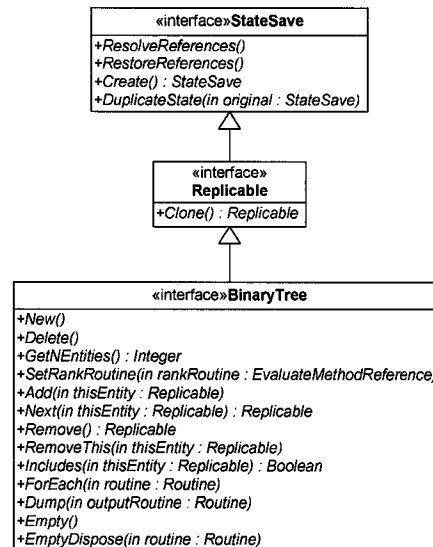 «interface»StateSave
+ResolveReferences()
+RestoreReferences()
+Create() : StateSave
+DuplicateState(in original : StateSave)
«interface»
Replicable
+Clone() : Replicable
«interface»BinaryTree
+New()
+Delete()
+GetNEntities() : Integer
+SetRankRoutine(in rankRoutine : EvaluateMethodReference)
+Add(in thisEntity : Replicable)
+Next(in thisEntity : Replicable) : Replicable
+Remove() : Replicable
+RemoveThis(in thisEntity : Replicable)
+Includes(in thisEntity : Replicable) : Boolean
+ForEach(in routine : Routine)
+Dump(in outputRoutine : Routine)
+Empty()
+EmptyDispose(in routine : Routine)